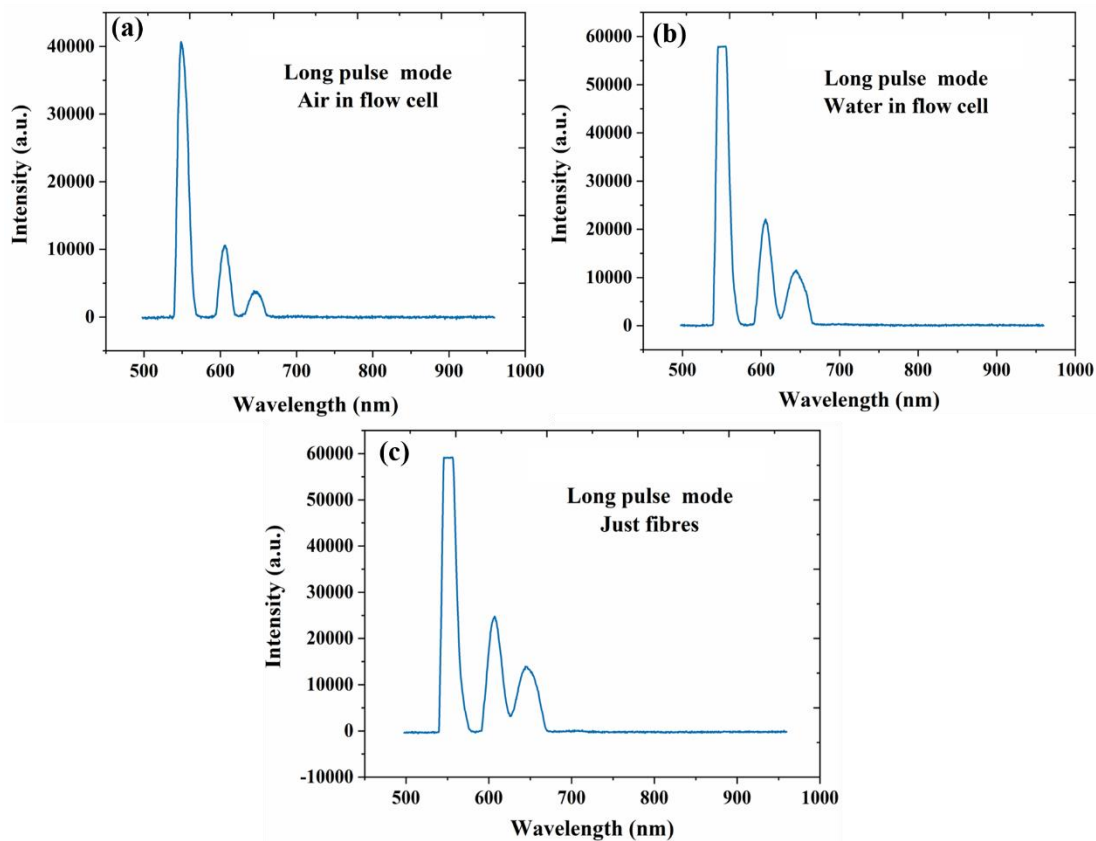 (a)
Long pulse mode
Air in flow cell
Intensity (a.u.)
40000
30000
20000
10000
0
500 600 700 800 900 1000
Wavelength (nm)
(b)
Long pulse mode
Water in flow cell
Intensity (a.u.)
60000
50000
40000
30000
20000
10000
0
500 600 700 800 900 1000
Wavelength (nm)
(c)
Long pulse mode
Just fibres
Intensity (a.u.)
60000
50000
40000
30000
20000
10000
0
-10000
500 600 700 800 900 1000
Wavelength (nm)